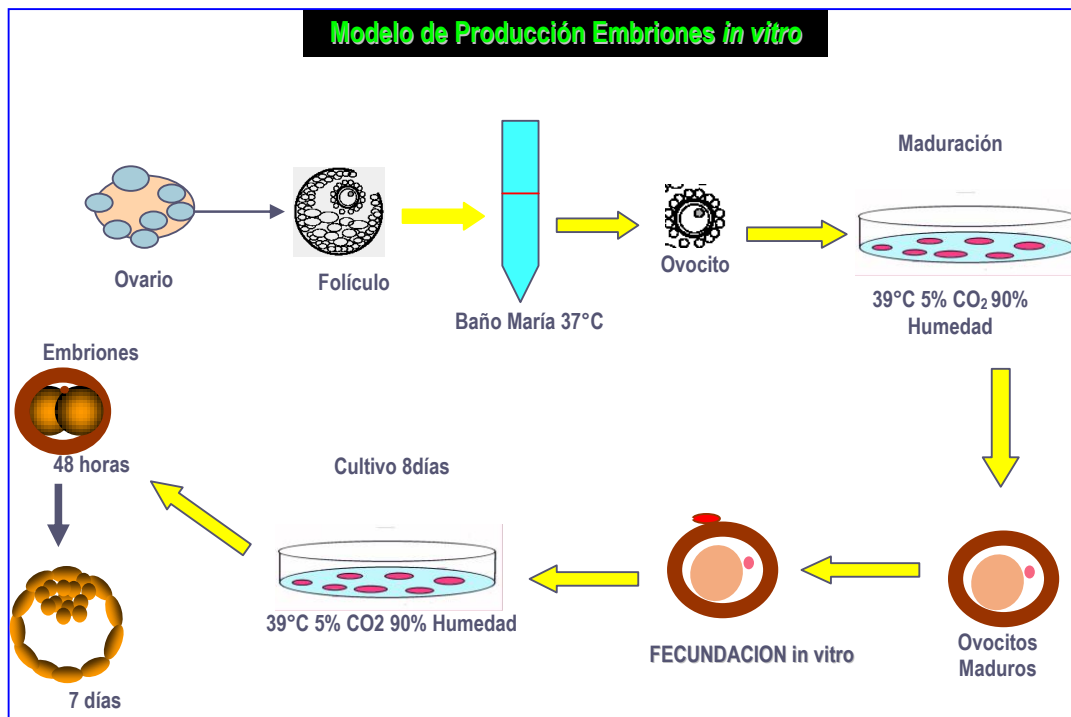 Modelo de Producción Embriones in vitro
Maduración
Ovario
Folículo
Ovocito
Baño María 37°C
39°C 5% CO₂ 90%
Humedad
Embriones
48 horas
Cultivo 8días
39°C 5% CO2 90% Humedad
FECUNDACION in vitro
Ovocitos
Maduros
7 días